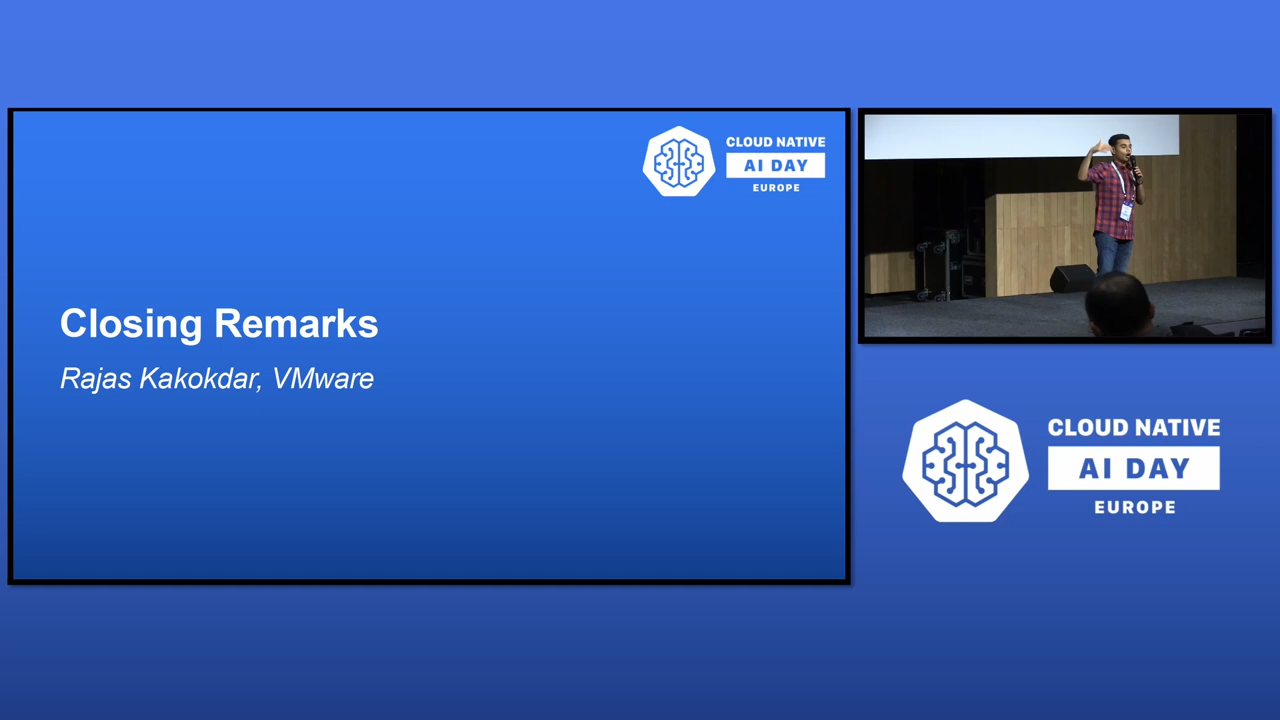 CLOUD NATIVE
AI DAY
EUROPE
Closing Remarks
Rajas Kakokdar, VMware
CLOUD NATIVE
AI DAY
EUROPE